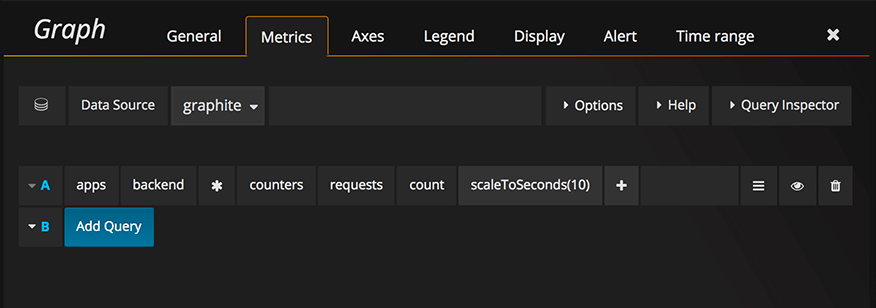 Graph General Metrics Axes Legend Display Alert Time range
Data Source graphite Options Help Query Inspector
A apps backend * counters requests count scaleToSeconds(10) +
B Add Query